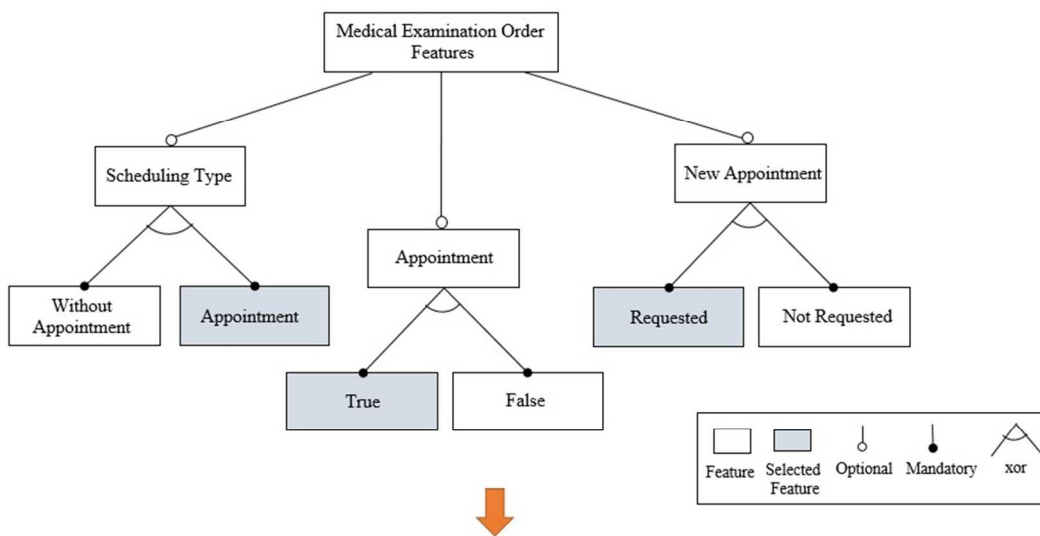 Medical Examination Order
Features
Scheduling Type
New Appointment
Appointment
Without
Appointment
Appointment
Requested
Not Requested
True
False
Feature
Selected
Feature
Optional
Mandatory
xor